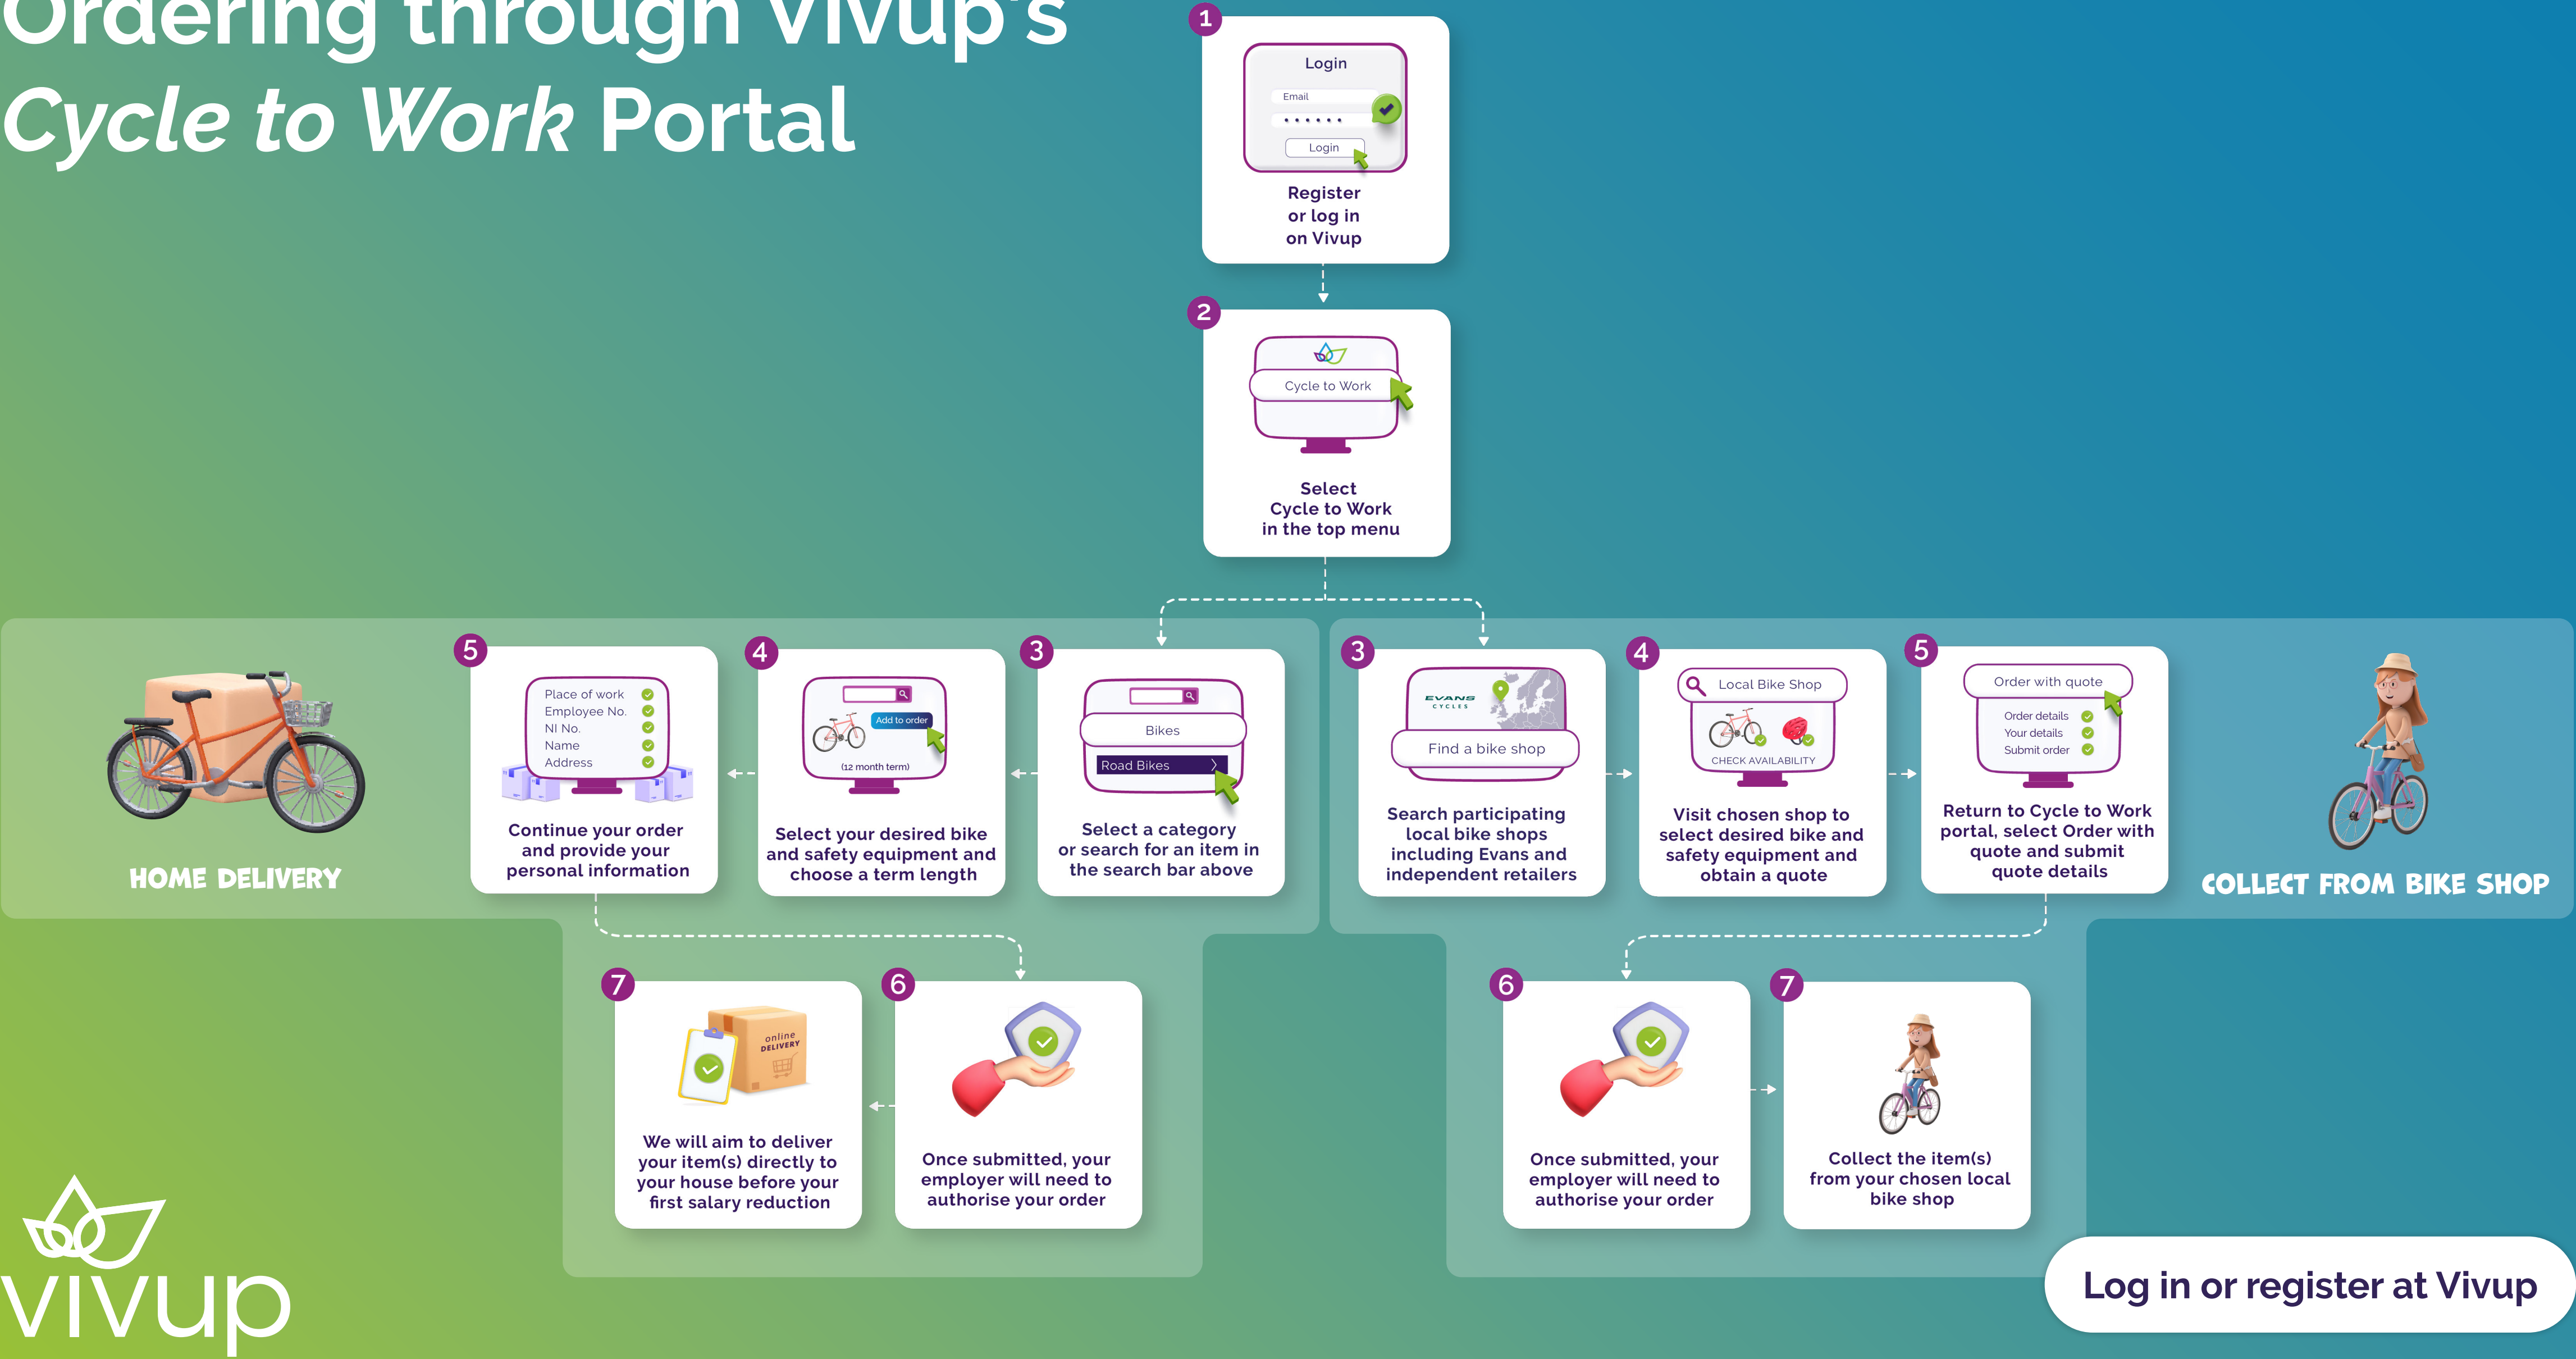 Ordering through Vivup's
Cycle to Work Portal
1
Login
Email
Login
Register
or log in
on Vivup
2
Cycle to Work
Select
Cycle to Work
in the top menu
HOME DELIVERY
3
Bikes
Road Bikes
Select a category
or search for an item in
the search bar above
4
Add to order
(12 month term)
Select your desired bike
and safety equipment and
choose a term length
5
Place of work
Employee No.
NI No.
Name
Address
Continue your order
and provide your
personal information
6
Once submitted, your
employer will need to
authorise your order
7
online
DELIVERY
We will aim to deliver
your item(s) directly to
your house before your
first salary reduction
COLLECT FROM BIKE SHOP
3
EVANS
CYCLES
Find a bike shop
Search participating
local bike shops
including Evans and
independent retailers
4
Local Bike Shop
CHECK AVAILABILITY
Visit chosen shop to
select desired bike and
safety equipment and
obtain a quote
5
Order with quote
Order details
Your details
Submit order
Return to Cycle to Work
portal, select Order with
quote and submit
quote details
6
Once submitted, your
employer will need to
authorise your order
7
Collect the item(s)
from your chosen local
bike shop
vivup
Log in or register at Vivup